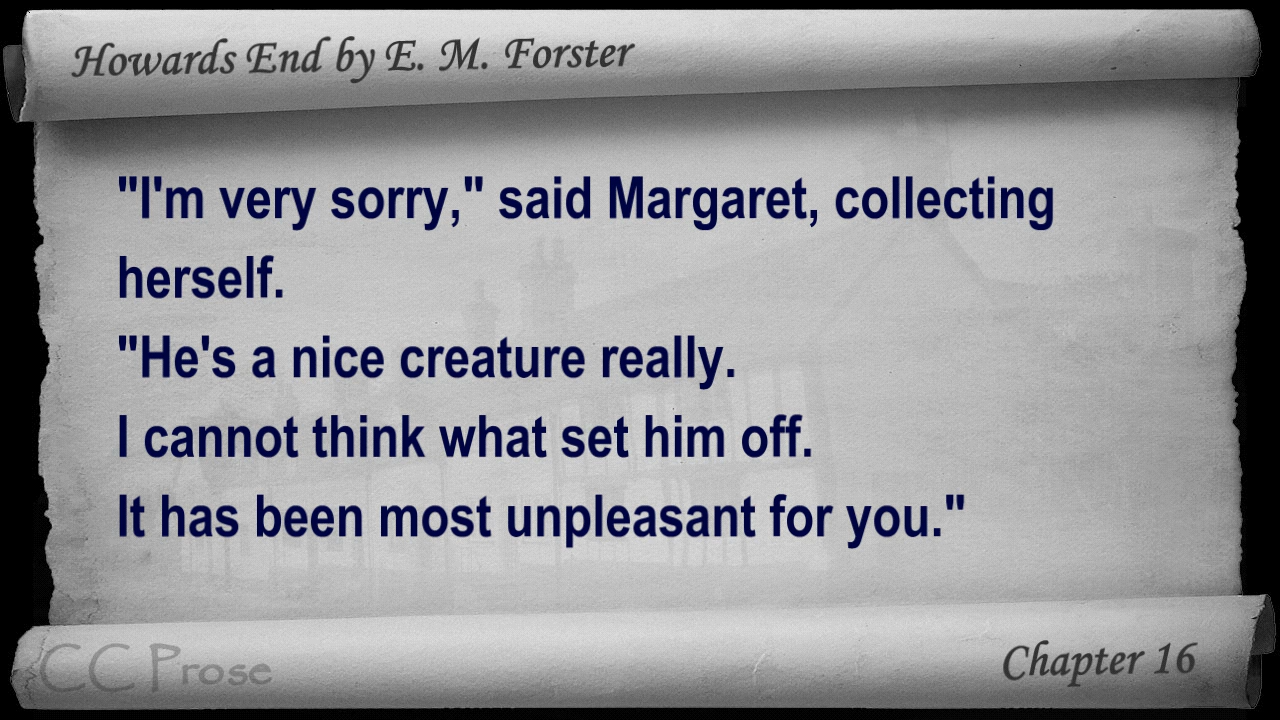 Howards End by E. M. Forster
"I'm very sorry," said Margaret, collecting
herself.
"He's a nice creature really.
I cannot think what set him off.
It has been most unpleasant for you."
CC Prose
Chapter 16